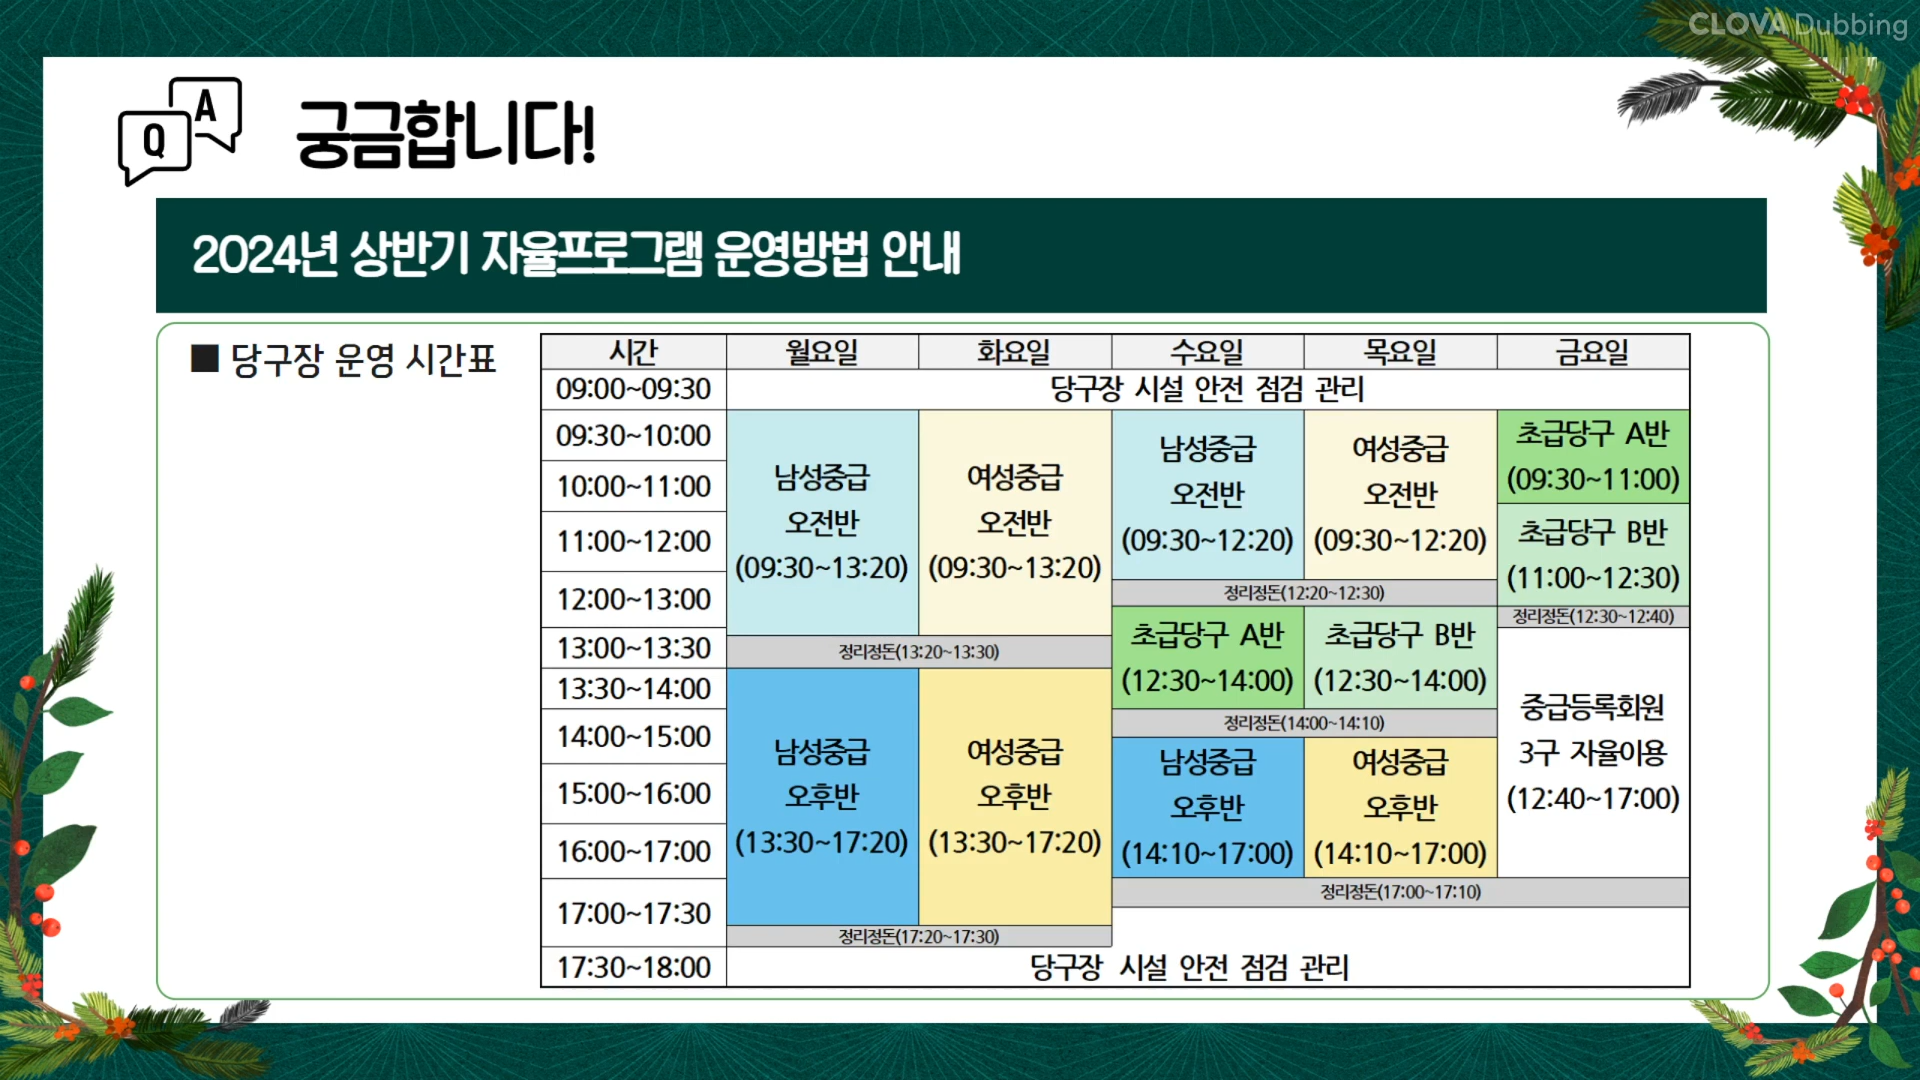 CLOVA Dubbing
Q A
궁금합니다!
2024년 상반기 자율프로그램 운영방법 안내
■ 당구장 운영 시간표
시간 월요일 화요일 수요일 목요일 금요일
09:00~09:30 당구장 시설 안전 점검 관리
09:30~10:00
10:00~11:00
11:00~12:00
12:00~13:00
13:00~13:30
13:30~14:00
14:00~15:00
15:00~16:00
16:00~17:00
17:00~17:30
17:30~18:00 당구장 시설 안전 점검 관리
남성중급
오전반
(09:30~13:20)
여성중급
오전반
(09:30~13:20)
정리정돈(13:20~13:30)
남성중급
오후반
(13:30~17:20)
여성중급
오후반
(13:30~17:20)
정리정돈(17:20~17:30)
남성중급
오전반
(09:30~12:20)
여성중급
오전반
(09:30~12:20)
정리정돈(12:20~12:30)
초급당구 A반
(12:30~14:00)
초급당구 B반
(12:30~14:00)
정리정돈(14:00~14:10)
남성중급
오후반
(14:10~17:00)
여성중급
오후반
(14:10~17:00)
초급당구 A반
(09:30~11:00)
초급당구 B반
(11:00~12:30)
정리정돈(12:30~12:40)
중급등록회원
3구 자율이용
(12:40~17:00)
정리정돈(17:00~17:10)